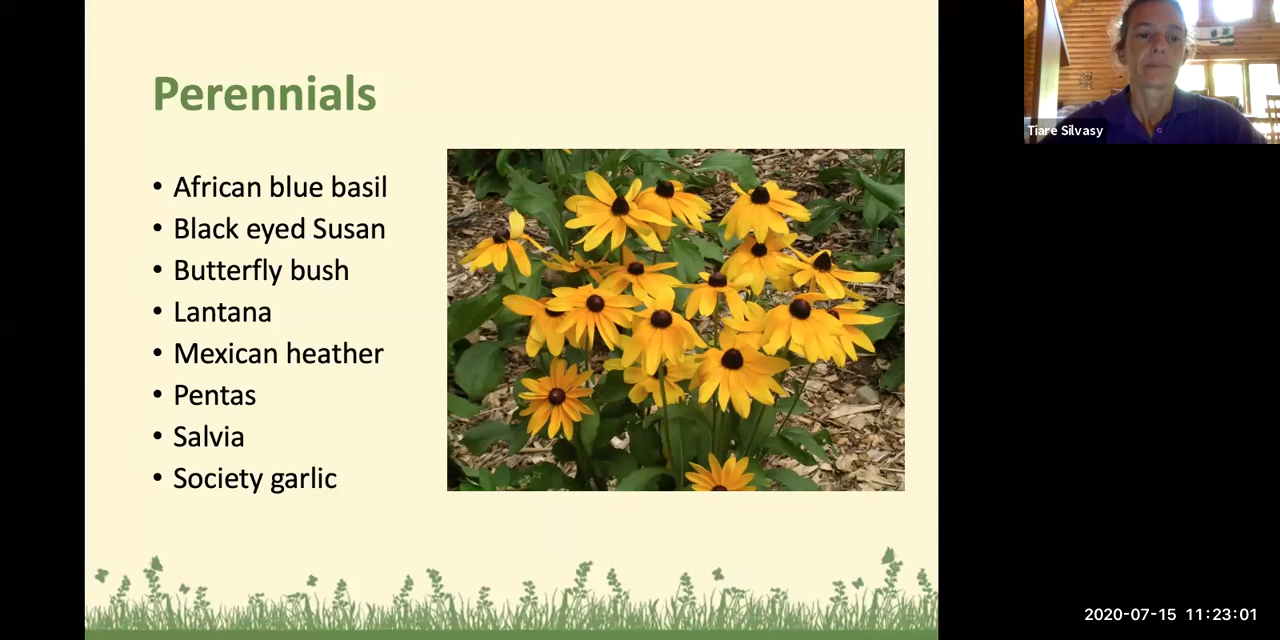 Perennials
• African blue basil
• Black eyed Susan
• Butterfly bush
• Lantana
• Mexican heather
• Pentas
• Salvia
• Society garlic
Tiare Silvasy
2020-07-15 11:23:01